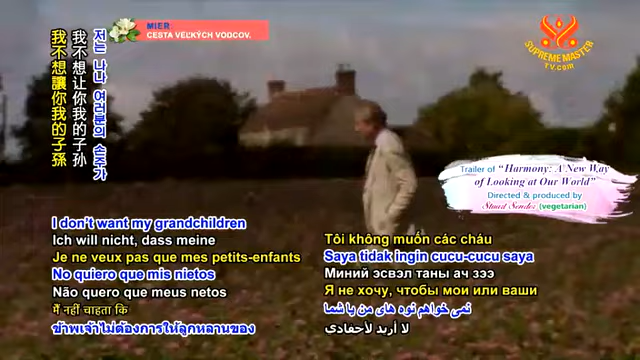 MIER:
CESTA VEĽKÝCH VODCOV.
SUPREME MASTER
TV.com
我不想讓你我的子孫
我不想让你我的子孙
저는 나나 여러분의 손주가
Trailer of “Harmony: A New Way
of Looking at Our World”
Directed & produced by
Stuart Sender (vegetarian)
I don't want my grandchildren
Ich will nicht, dass meine
Je ne veux pas que mes petits-enfants
No quiero que mis nietos
Não quero que meus netos
मैं नहीं चाहता कि
ข้าพเจ้าไม่ต้องการให้ลูกหลานของ
Tôi không muốn các cháu
Saya tidak ingin cucu-cucu saya
Миний эсвэл таны ач зээ
Я не хочу, чтобы мои или ваши
نمی خواهم نوه های من یا شما
لا أريد لأحفادي